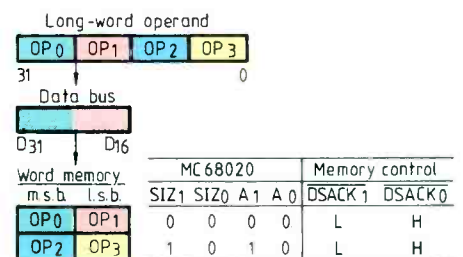 Long-word operand
OP0 OP1 OP2 OP3
31 0
Data bus
D31 D16
Word memory
m.s.b. l.s.b.
OP0 OP1
OP2 OP3
MC68020 Memory control
SIZ1 SIZ0 A1 A0 DSACK1 DSACK0
0 0 0 0 L H
1 0 1 0 L H